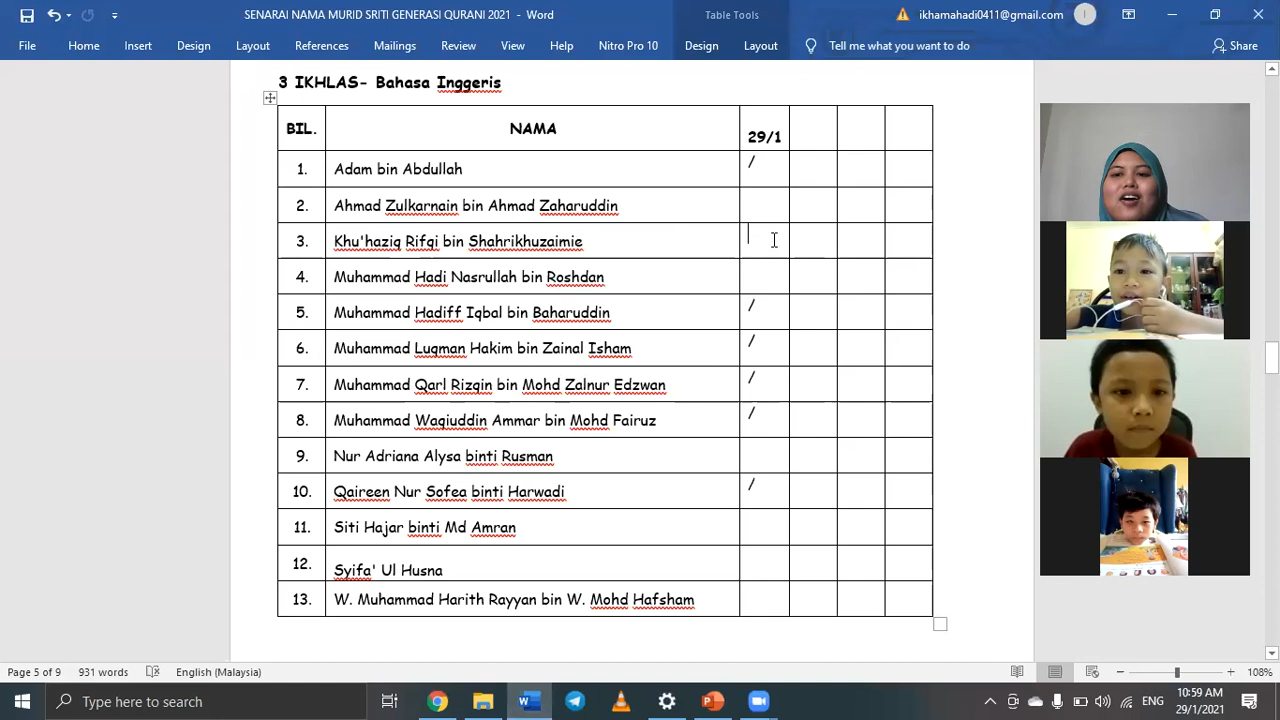 SENARAI NAMA MURID SRITI GENERASI QURANI 2021 - Word
Table Tools
ikhamahadi0411@gmail.com
I
File Home Insert Design Layout References Mailings Review View Help Nitro Pro 10 Design Layout Tell me what you want to do Share
3 IKHLAS- Bahasa Inggeris
BIL. NAMA 29/1
1. Adam bin Abdullah /
2. Ahmad Zulkarnain bin Ahmad Zaharuddin
3. Khu'haziq Rifqi bin Shahrikhuzaimie
4. Muhammad Hadi Nasrullah bin Roshdan
5. Muhammad Hadiff Iqbal bin Baharuddin /
6. Muhammad Luqman Hakim bin Zainal Isham /
7. Muhammad Qarl Rizqin bin Mohd Zalnur Edzwan /
8. Muhammad Waqiuddin Ammar bin Mohd Fairuz /
9. Nur Adriana Alysa binti Rusman
10. Qaireen Nur Sofea binti Harwadi /
11. Siti Hajar binti Md Amran
12. Syifa' Ul Husna
13. W. Muhammad Harith Rayyan bin W. Mohd Hafsham
Page 5 of 9 931 words English (Malaysia) 108%
Type here to search
ENG
10:59 AM
29/1/2021